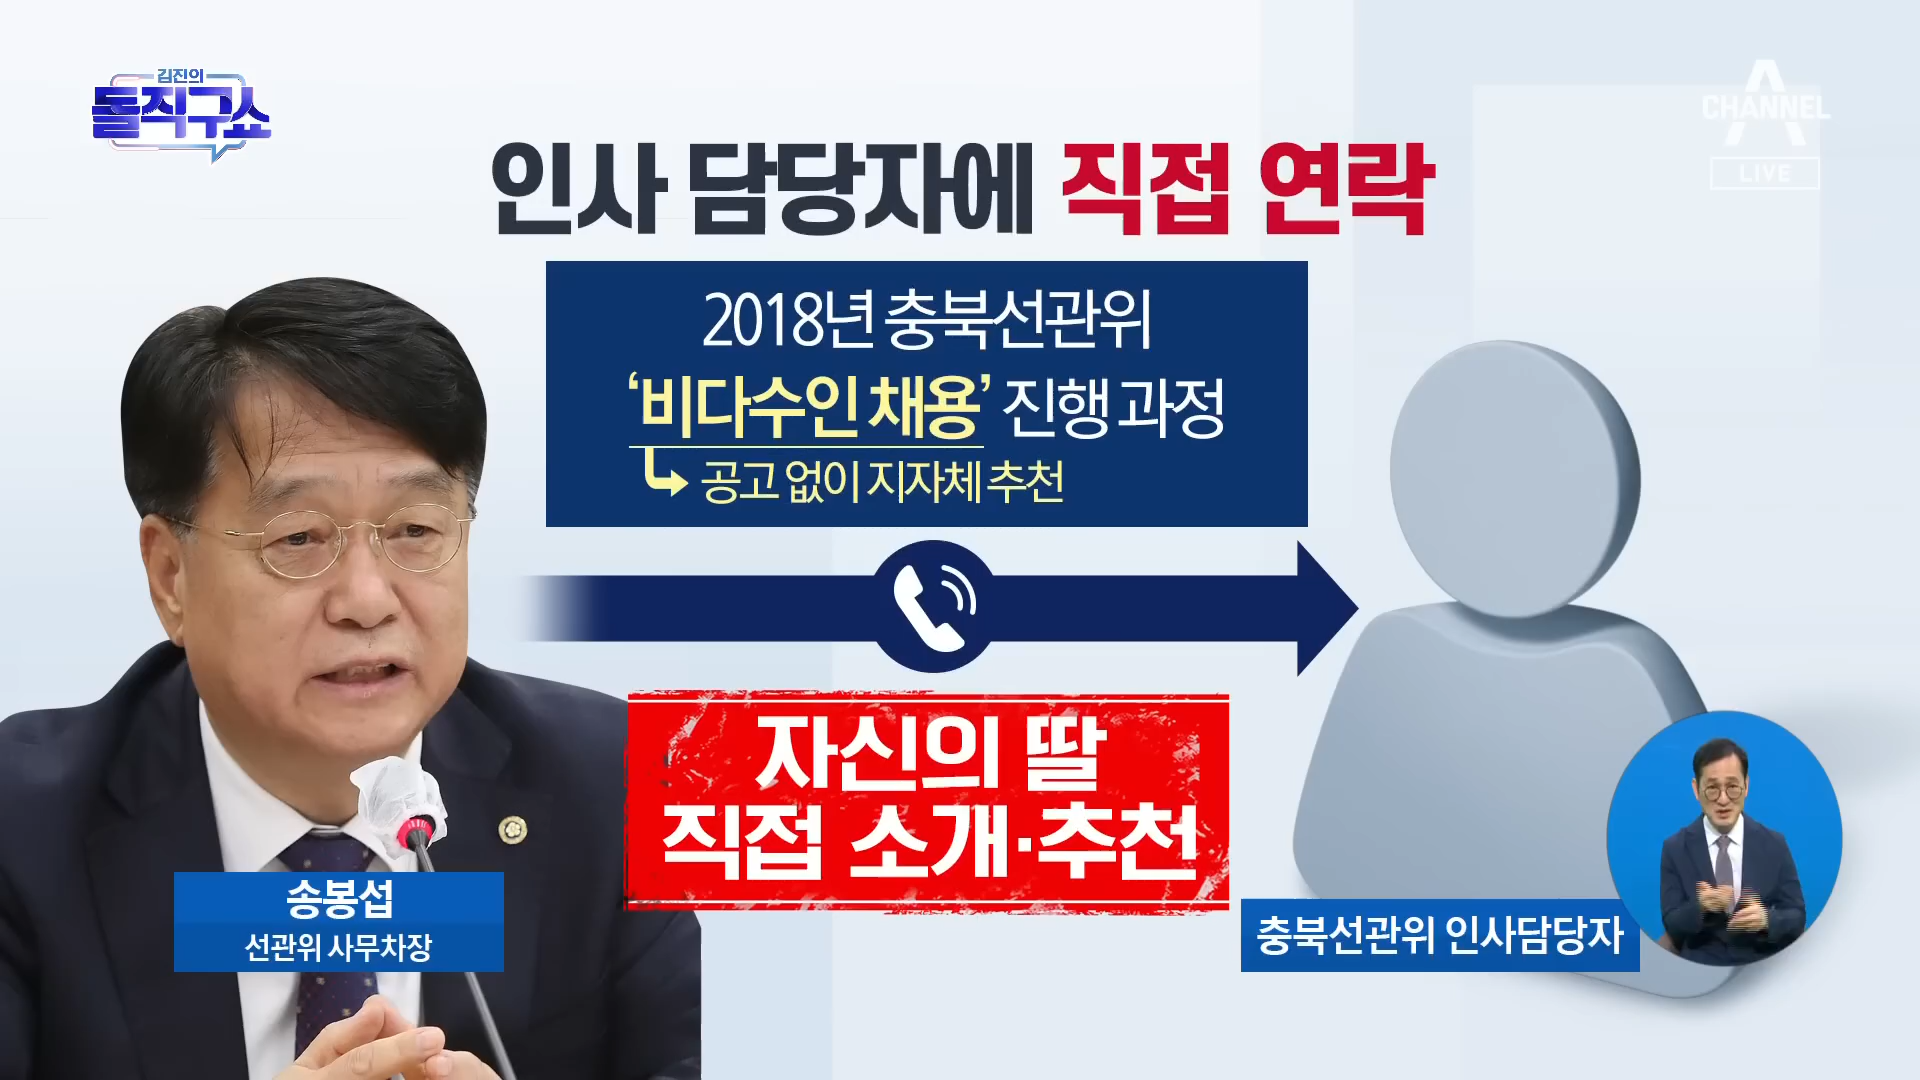 김진의
돌직구쇼
CHANNEL A
LIVE
인사 담당자에 직접 연락
2018년 충북선관위
‘비다수인 채용’ 진행 과정
공고 없이 지자체 추천
자신의 딸
직접 소개·추천
송봉섭
선관위 사무차장
충북선관위 인사담당자